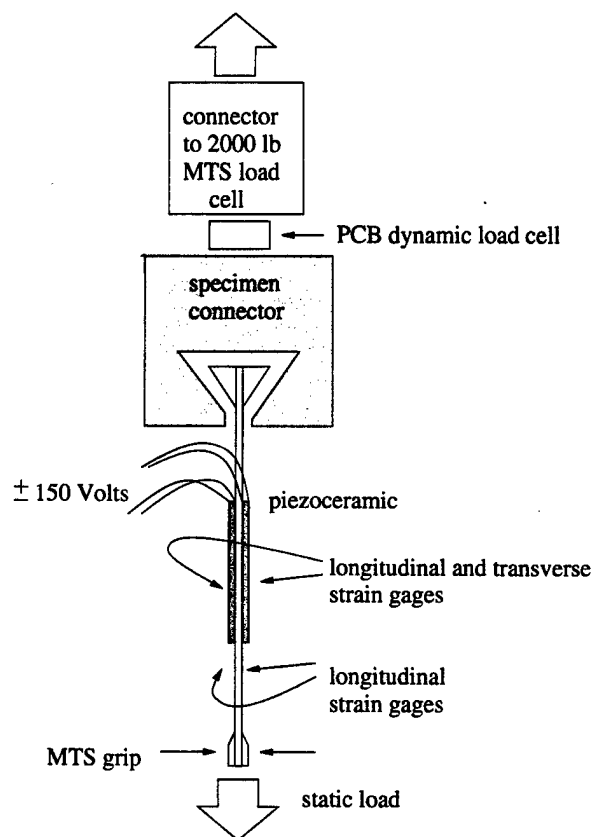 connector
to 2000 lb
MTS load
cell
PCB dynamic load cell
specimen
connector
± 150 Volts
piezoceramic
longitudinal and transverse
strain gages
longitudinal
strain gages
MTS grip
static load